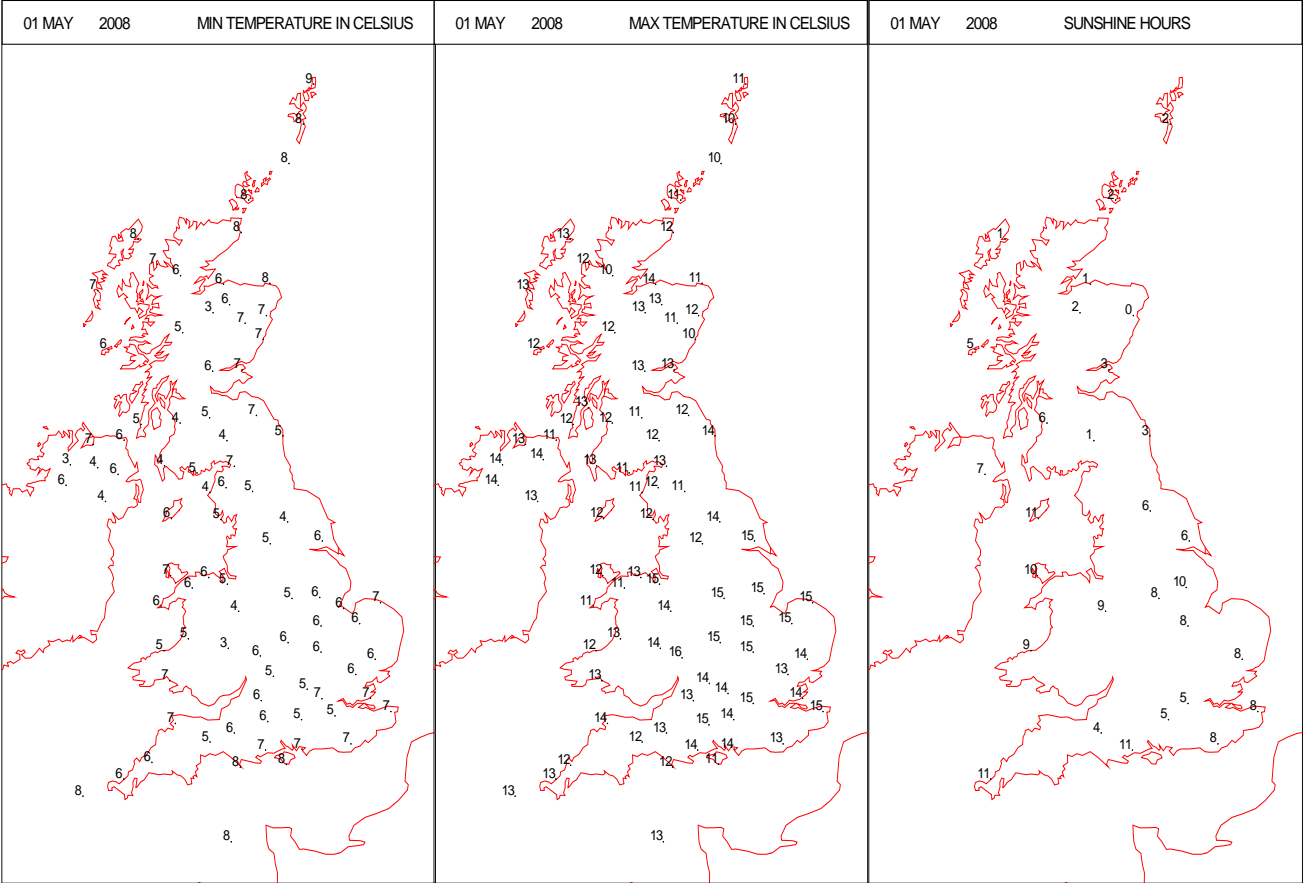 01 MAY 2008 MIN TEMPERATURE IN CELSIUS
9
8
8
8
8
8
7
6 6 8
7
6
3 7
7
5 7
6
6 7
5 7
5 4
7 6 4 5
3 4 4 5 7
6 6
6 4 5
4
6 5 4
5 6
7 6 5
6
5 6 7
6 4 6
6 6
5 6
5 3 6
6 6
7 5 6
5
6 7 7
7
7 5 5
6 6
5
7 7 7
6 8 8
6
8
8
01 MAY 2008 MAX TEMPERATURE IN CELSIUS
11
10
10
11
12
13
12
10 14 11
13
13
13 12
11
12 10
12
13 13
13
12 12 11 12
14
13 11 12
14 14 13 11 13
14 11 12 11
13
12 12 14
12 15
12 11 13 15
15 15
11 14 15
15 15
12 13 15
14 16 15
14
13 14 13
13 14 15 14
15
14 15 14
12 13
14 14 13
12 12 11
13
13
13
01 MAY 2008 SUNSHINE HOURS
2
2
1
1
2 0
5
3
6
1 3
7
11 6
6
10
8 10
9
8
9 8
5
8
5
4 11 8
11